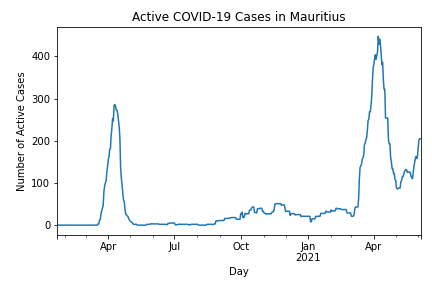 Active COVID-19 Cases in Mauritius
Number of Active Cases
400
300
200
100
0
Apr
Jul
Oct
Jan
2021
Apr
Day